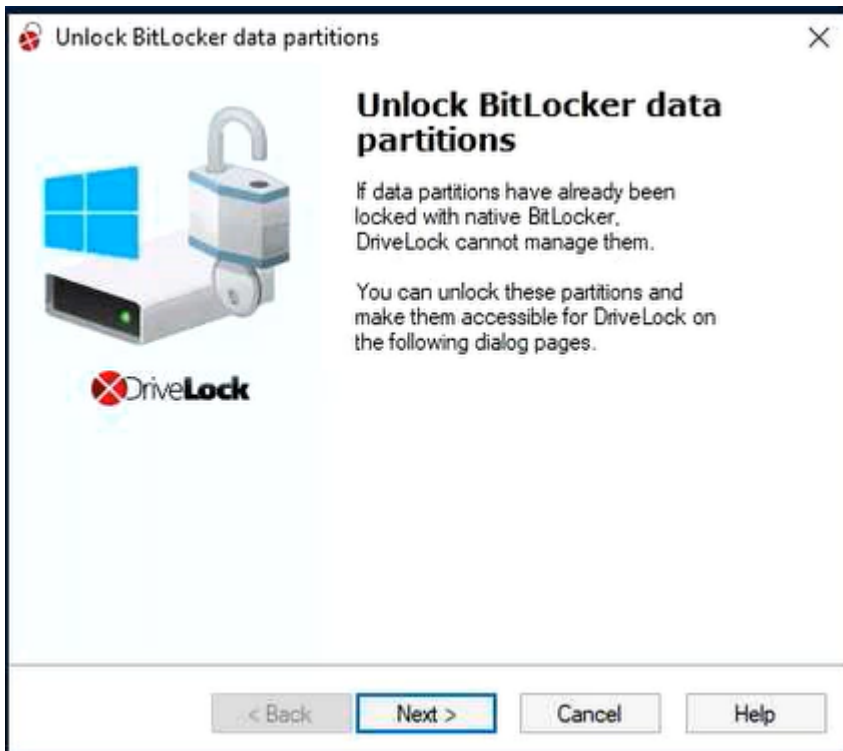 Unlock BitLocker data partitions
Unlock BitLocker data
partitions
If data partitions have already been
locked with native BitLocker,
DriveLock cannot manage them.
You can unlock these partitions and
make them accessible for DriveLock on
the following dialog pages.
DriveLock
< Back
Next >
Cancel
Help